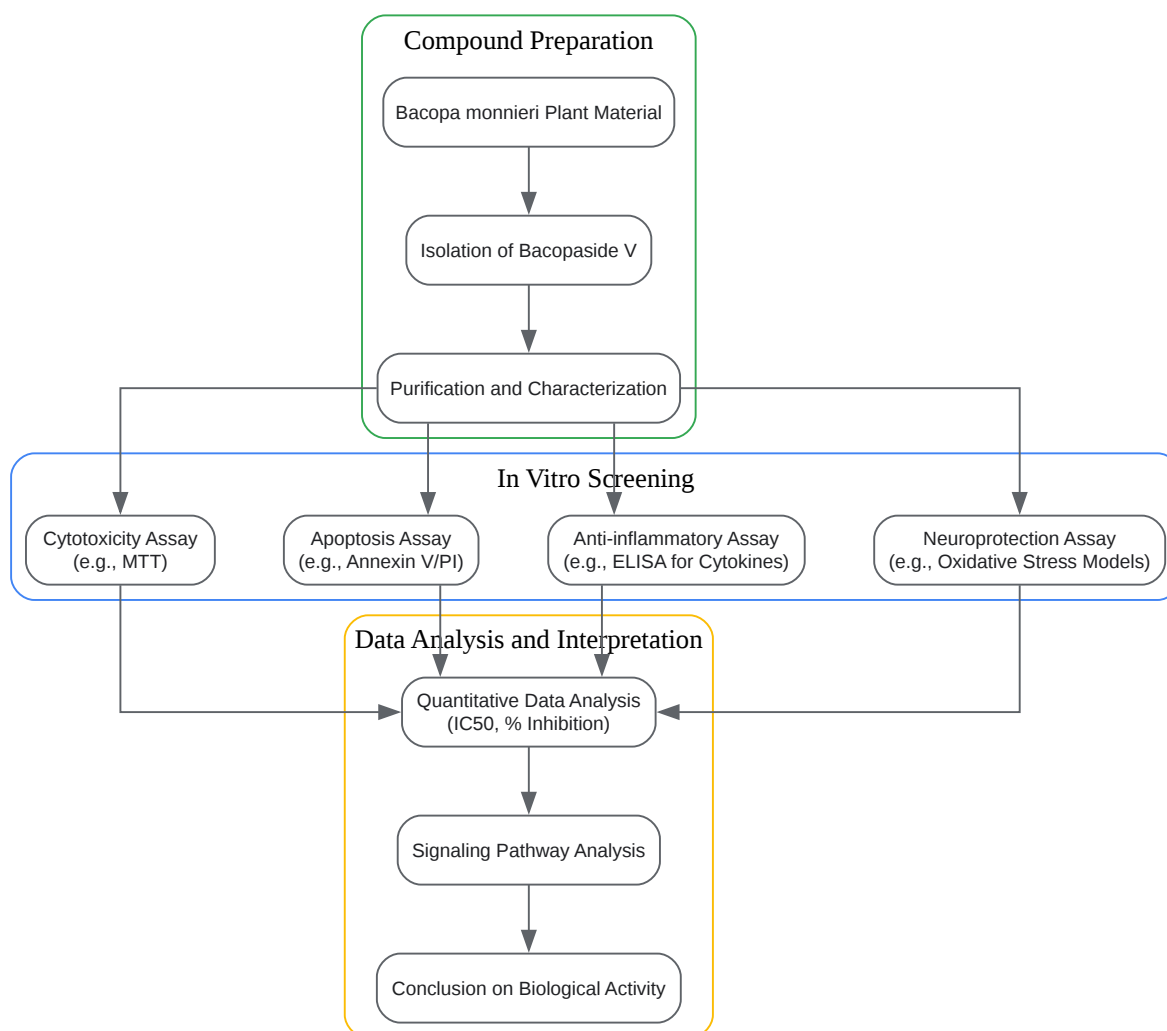 Compound Preparation
Bacopa monnieri Plant Material
Isolation of Bacopaside V
Purification and Characterization
In Vitro Screening
Cytotoxicity Assay
(e.g., MTT)
Apoptosis Assay
(e.g., Annexin V/PI)
Anti-inflammatory Assay
(e.g., ELISA for Cytokines)
Neuroprotection Assay
(e.g., Oxidative Stress Models)
Data Analysis and Interpretation
Quantitative Data Analysis
(IC50, % Inhibition)
Signaling Pathway Analysis
Conclusion on Biological Activity